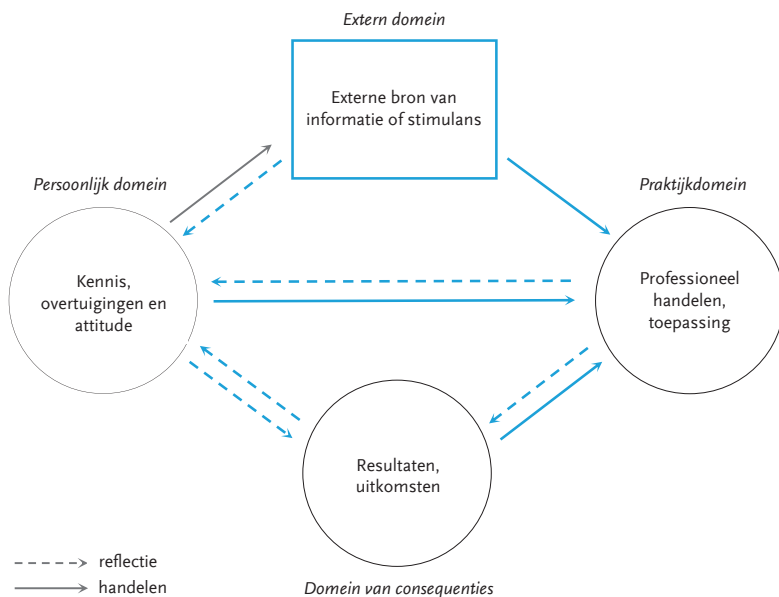 Extern domein
Externe bron van
informatie of stimulans
Persoonlijk domein
Praktijkdomein
Kennis,
overtuigingen en
attitude
Professioneel
handelen,
toepassing
Resultaten,
uitkomsten
reflectie
handelen
Domein van consequenties